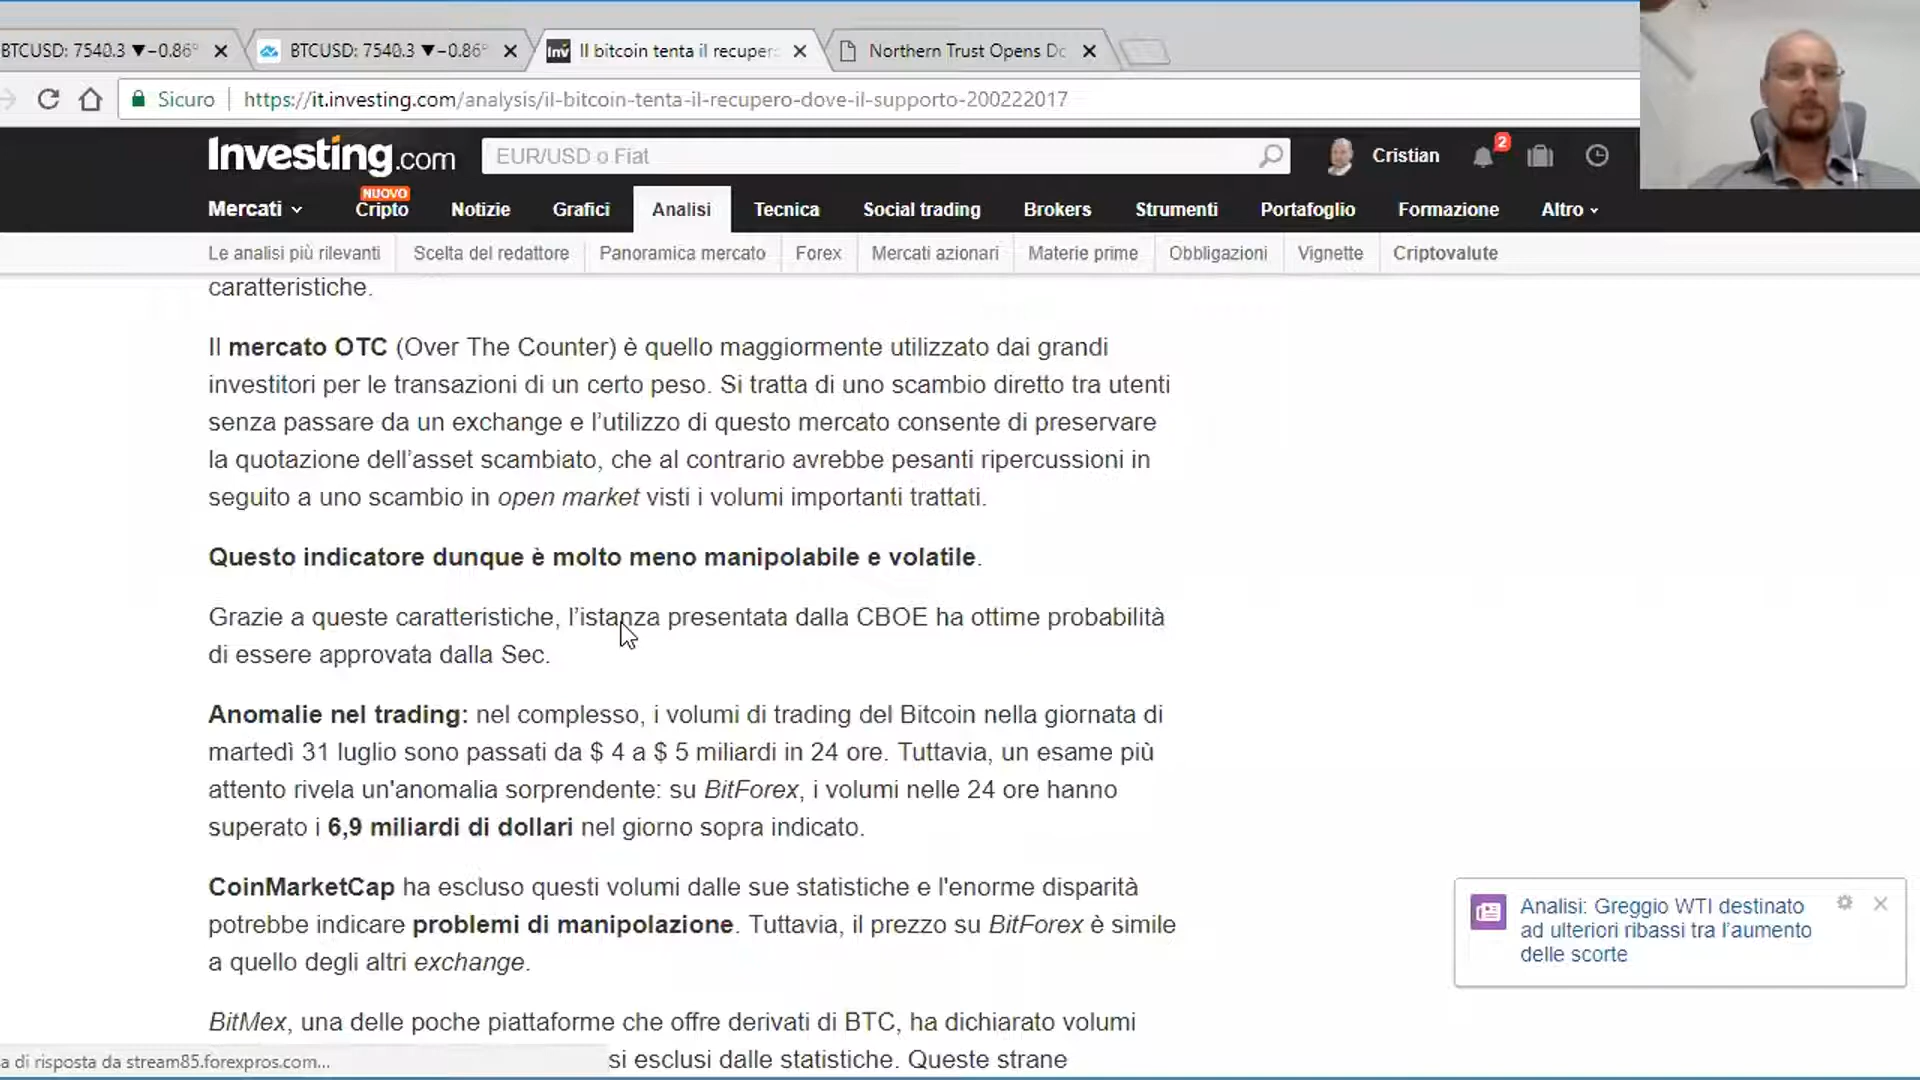 BTCUSD: 7540.3 ▼−0.86%
BTCUSD: 7540.3 ▼−0.86%
Inv Il bitcoin tenta il recuper
Northern Trust Opens Do
Sicuro
https://it.investing.com/analysis/il-bitcoin-tenta-il-recupero-dove-il-supporto-200222017
Investing.com
EUR/USD o Fiat
Cristian
2
NUOVO
Mercati Cripto Notizie Grafici Analisi Tecnica Social trading Brokers Strumenti Portafoglio Formazione Altro
Le analisi più rilevanti Scelta del redattore Panoramica mercato Forex Mercati azionari Materie prime Obbligazioni Vignette Criptovalute
caratteristiche.
Il mercato OTC (Over The Counter) è quello maggiormente utilizzato dai grandi
investitori per le transazioni di un certo peso. Si tratta di uno scambio diretto tra utenti
senza passare da un exchange e l’utilizzo di questo mercato consente di preservare
la quotazione dell’asset scambiato, che al contrario avrebbe pesanti ripercussioni in
seguito a uno scambio in open market visti i volumi importanti trattati.
Questo indicatore dunque è molto meno manipolabile e volatile.
Grazie a queste caratteristiche, l’istanza presentata dalla CBOE ha ottime probabilità
di essere approvata dalla Sec.
Anomalie nel trading: nel complesso, i volumi di trading del Bitcoin nella giornata di
martedì 31 luglio sono passati da $ 4 a $ 5 miliardi in 24 ore. Tuttavia, un esame più
attento rivela un'anomalia sorprendente: su BitForex, i volumi nelle 24 ore hanno
superato i 6,9 miliardi di dollari nel giorno sopra indicato.
CoinMarketCap ha escluso questi volumi dalle sue statistiche e l'enorme disparità
potrebbe indicare problemi di manipolazione. Tuttavia, il prezzo su BitForex è simile
a quello degli altri exchange.
BitMex, una delle poche piattaforme che offre derivati di BTC, ha dichiarato volumi
si esclusi dalle statistiche. Queste strane
a di risposta da stream85.forexpros.com...
Analisi: Greggio WTI destinato
ad ulteriori ribassi tra l’aumento
delle scorte